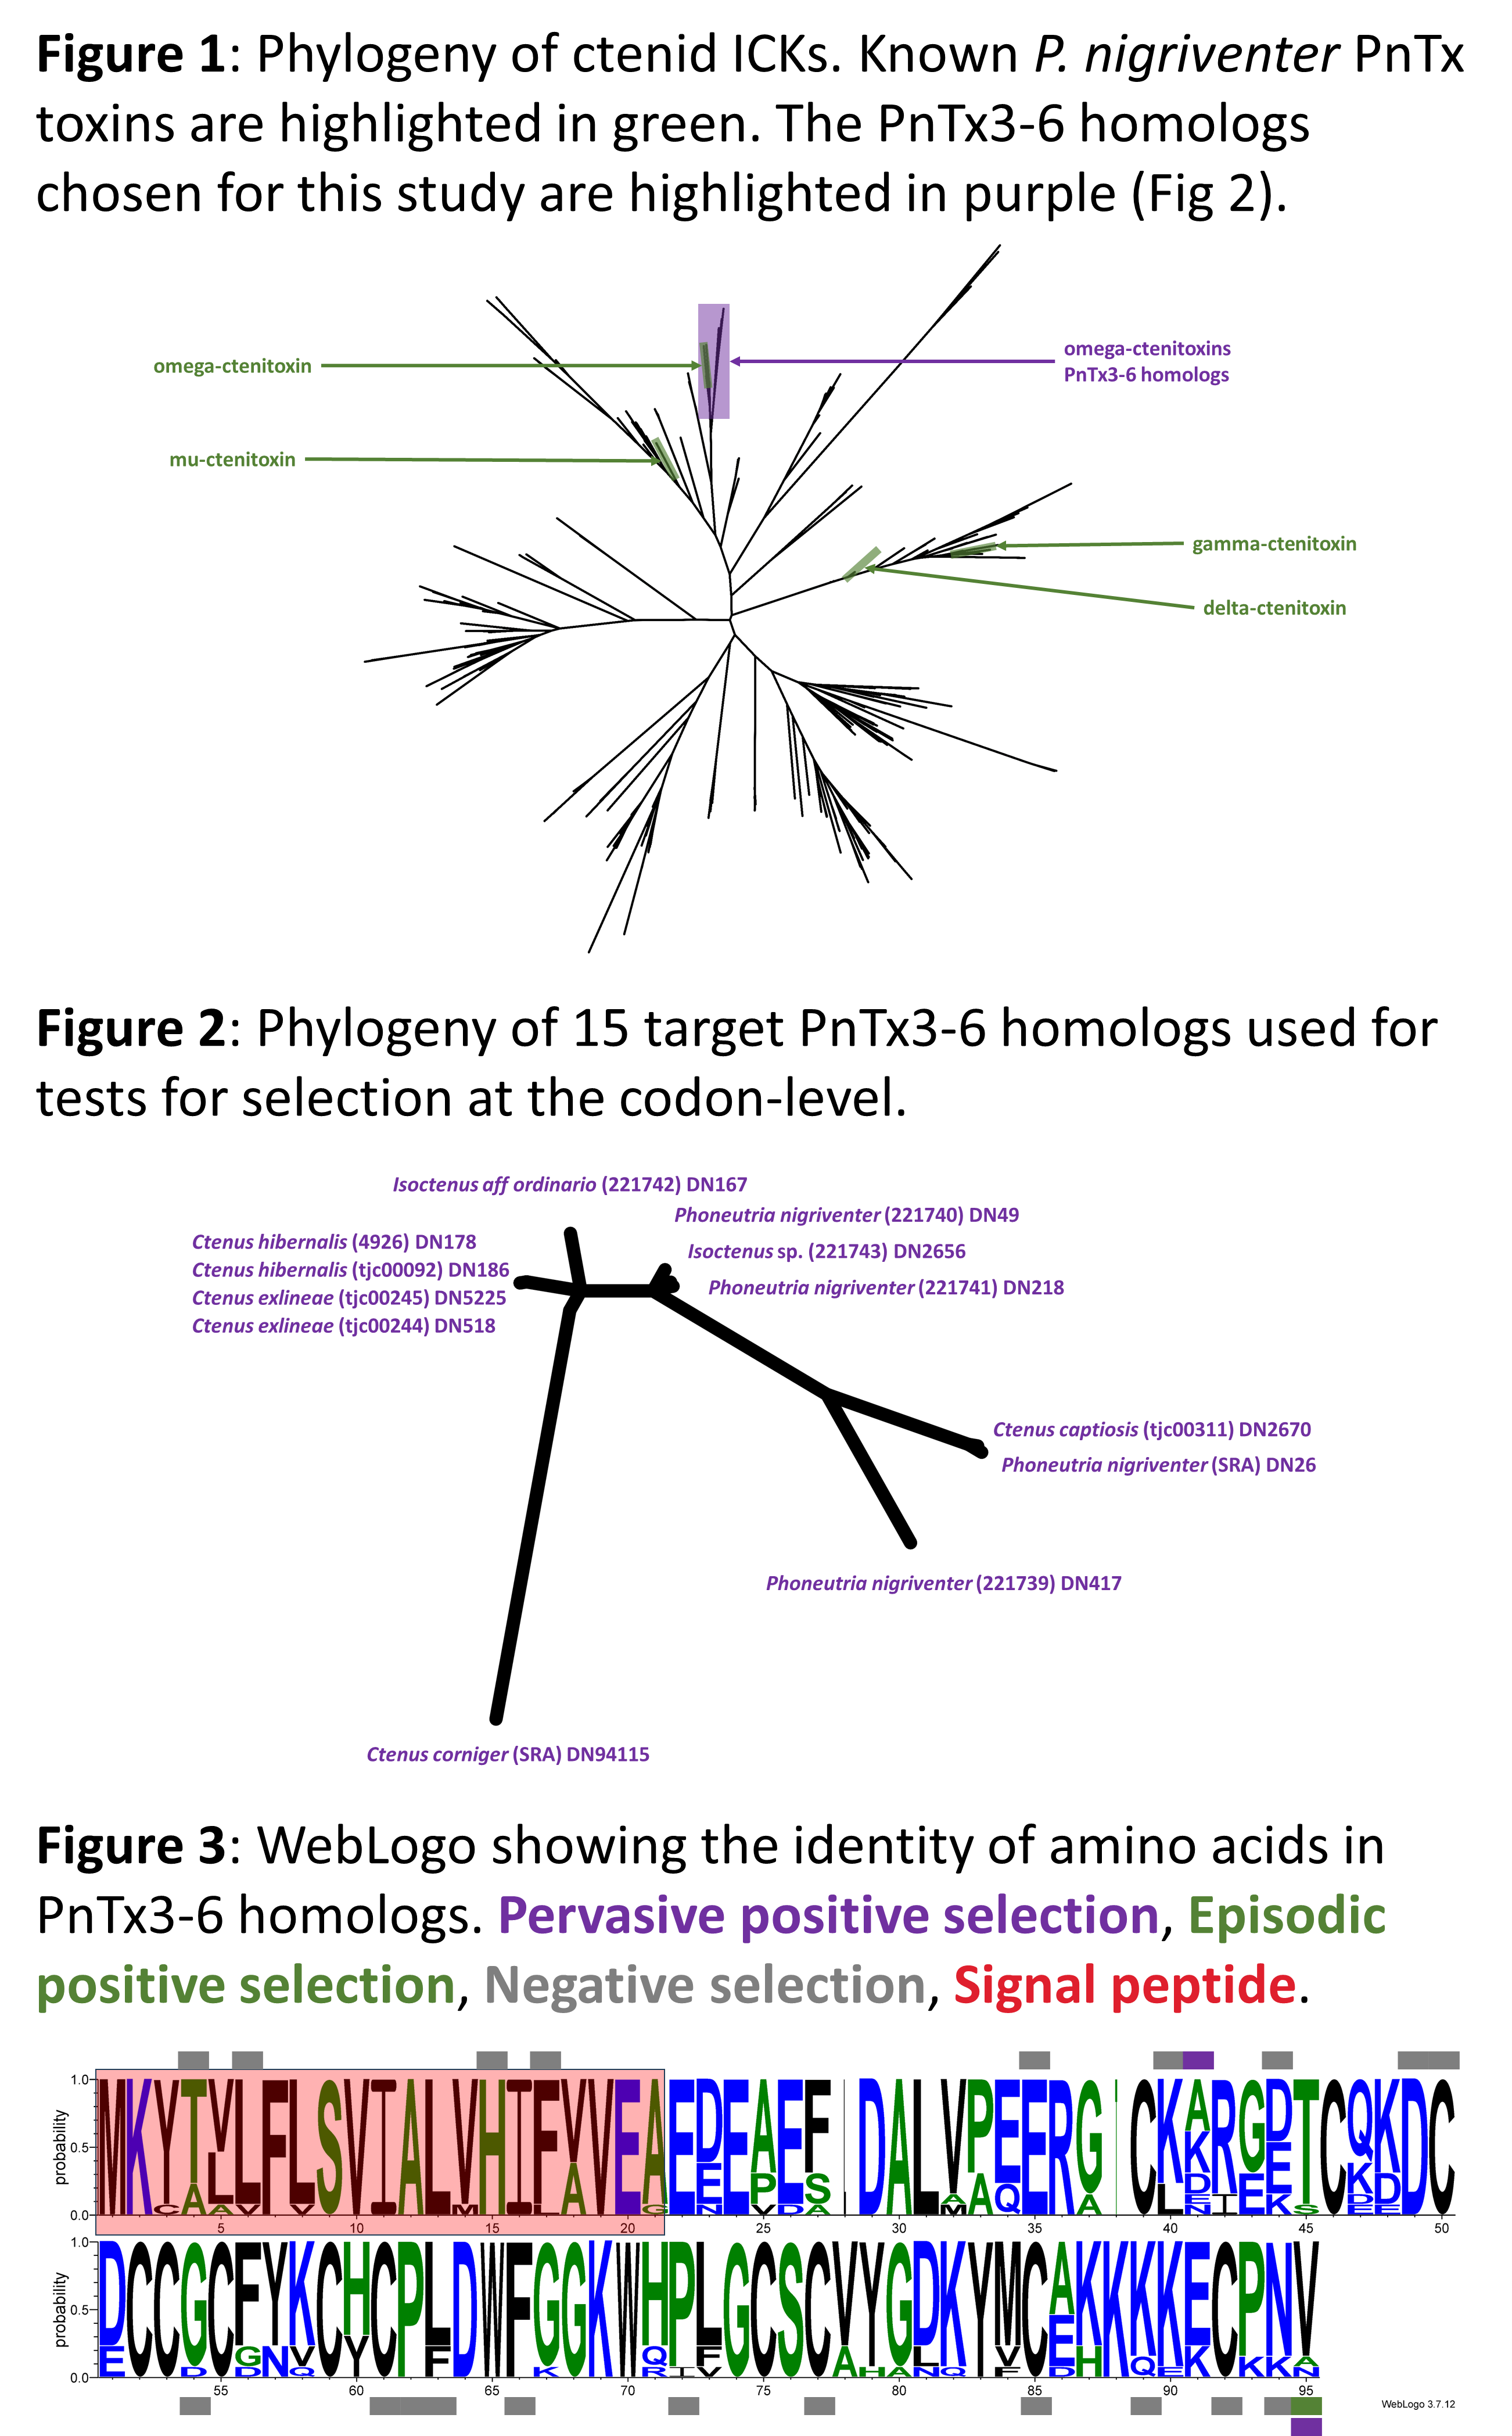 Figure 1: Phylogeny of ctenid ICKs. Known P. nigriventer PnTx
toxins are highlighted in green. The PnTx3-6 homologs
chosen for this study are highlighted in purple (Fig 2).
omega-ctenitoxin
omega-ctenitoxins
PnTx3-6 homologs
mu-ctenitoxin
gamma-ctenitoxin
delta-ctenitoxin
Figure 2: Phylogeny of 15 target PnTx3-6 homologs used for
tests for selection at the codon-level.
Isoctenus aff ordinario (221742) DN167
Phoneutria nigriventer (221740) DN49
Ctenus hibernalis (4926) DN178
Isoctenus sp. (221743) DN2656
Ctenus hibernalis (tjc00092) DN186
Phoneutria nigriventer (221741) DN218
Ctenus exlineae (tjc00245) DN5225
Ctenus exlineae (tjc00244) DN518
Ctenus captiosis (tjc00311) DN2670
Phoneutria nigriventer (SRA) DN26
Phoneutria nigriventer (221739) DN417
Ctenus corniger (SRA) DN94115
Figure 3: WebLogo showing the identity of amino acids in
PnTx3-6 homologs. Pervasive positive selection, Episodic
positive selection, Negative selection, Signal peptide.
probability
1.0
0.5
0.0
5 10 15 20 25 30 35 40 45 50
probability
1.0
0.5
0.0
55 60 65 70 75 80 85 90 95
WebLogo 3.7.12